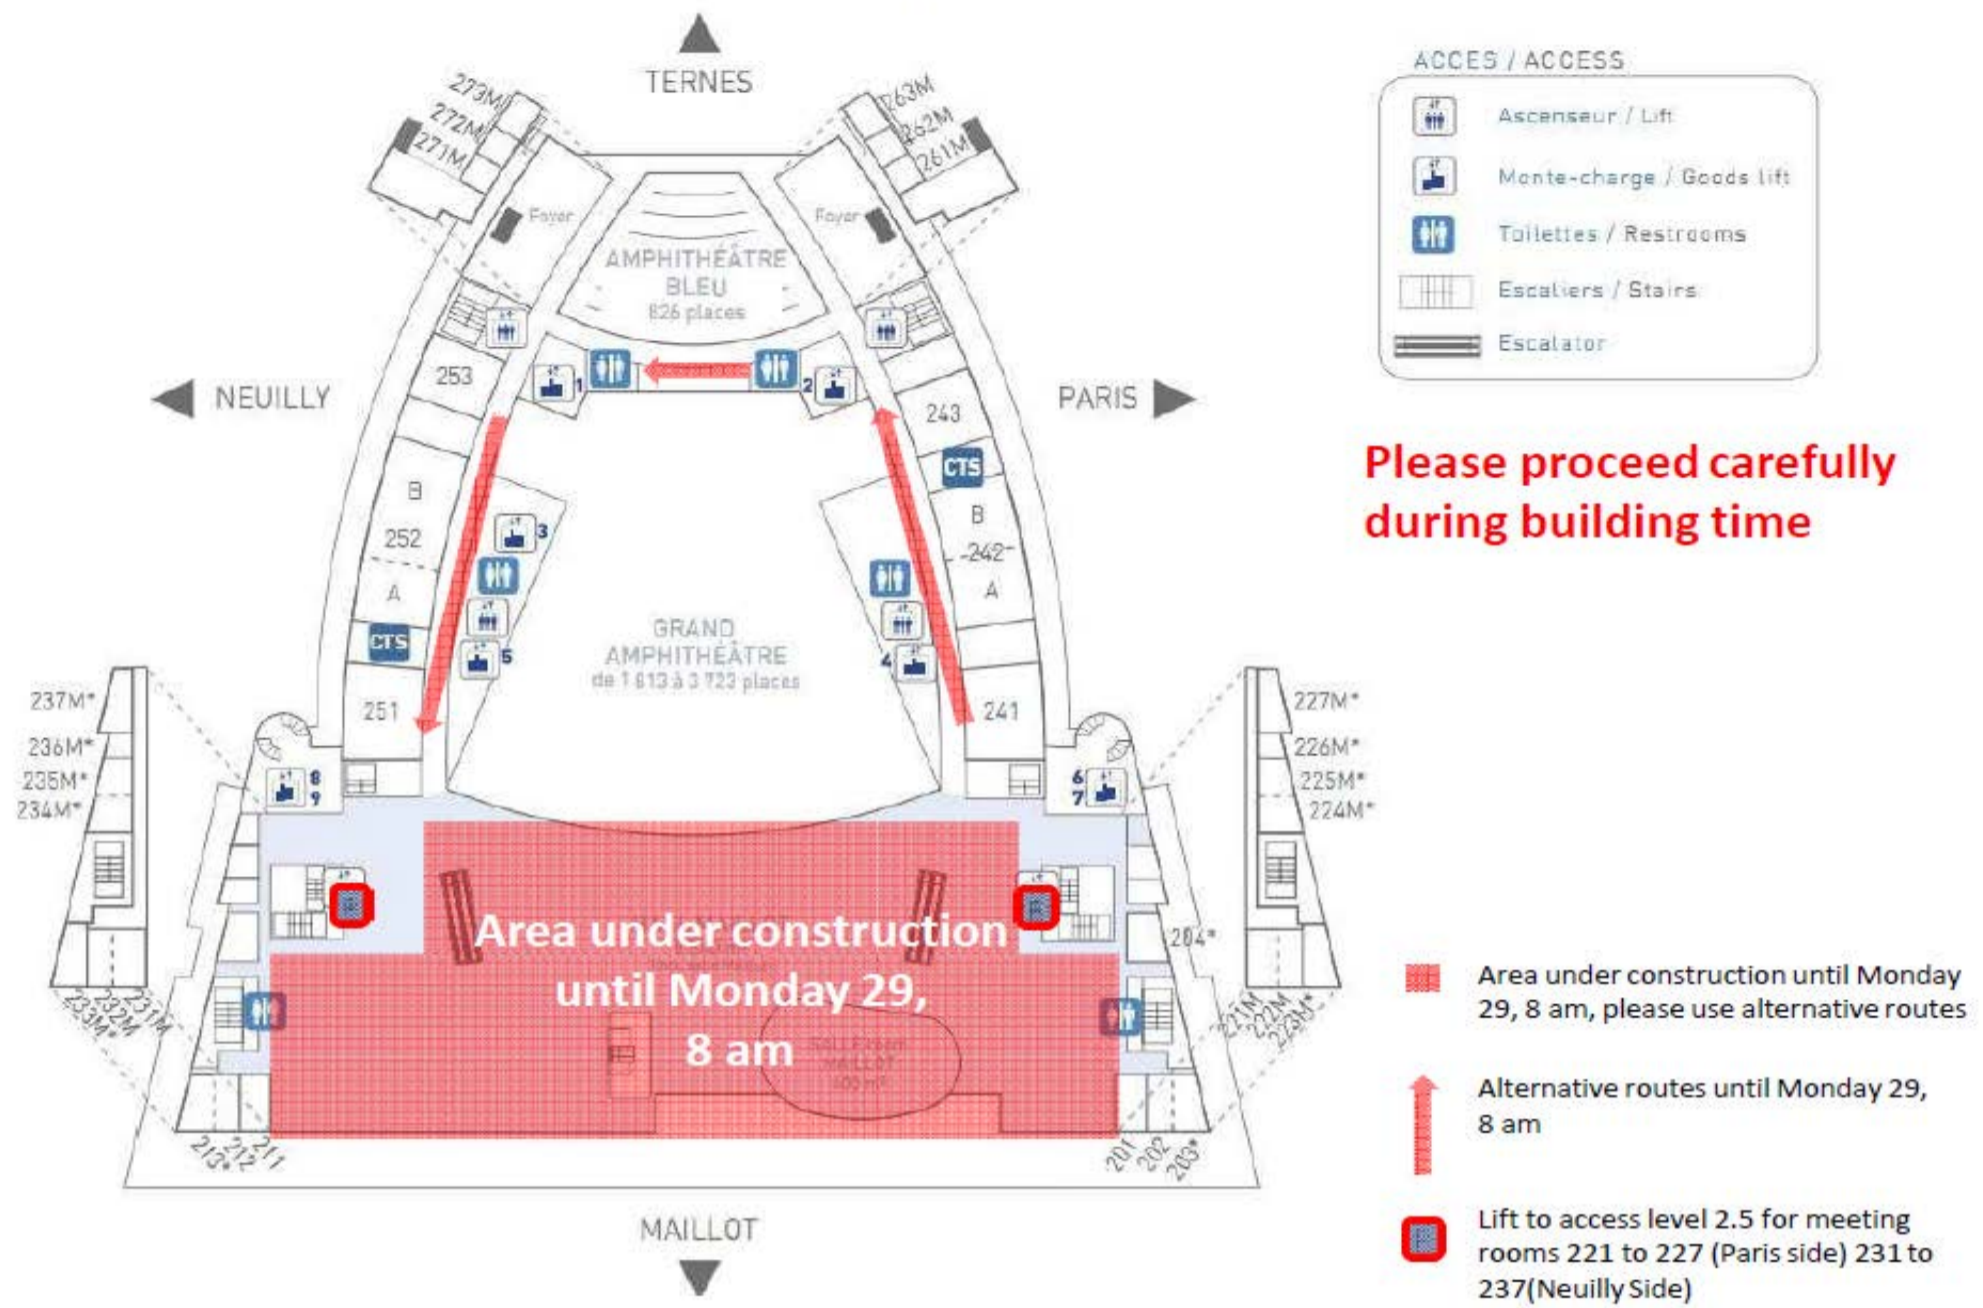 TERNES
ACCES / ACCESS
Ascenseur / Lift
Monte-charge / Goods lift
Toilettes / Restrooms
Escaliers / Stairs
Escalator
273M
272M
271M
263M
262M
261M
Foyer
Foyer
AMPHITHÉÂTRE
BLEU
826 places
NEUILLY
PARIS
253
1
2
243
CTS
Please proceed carefully
during building time
B
252
A
CTS
251
3
5
B
242
A
241
4
GRAND
AMPHITHÉÂTRE
de 1 813 à 3 723 places
237M*
236M*
235M*
234M*
227M*
226M*
225M*
224M*
8
9
6
7
204*
Area under construction
until Monday 29,
8 am
MAILLOT
233M*
232M
231M
221M
222M
223M*
213*
212
211
201
202
203*
MAILLOT
Area under construction until Monday
29, 8 am, please use alternative routes
Alternative routes until Monday 29,
8 am
Lift to access level 2.5 for meeting
rooms 221 to 227 (Paris side) 231 to
237(Neuilly Side)